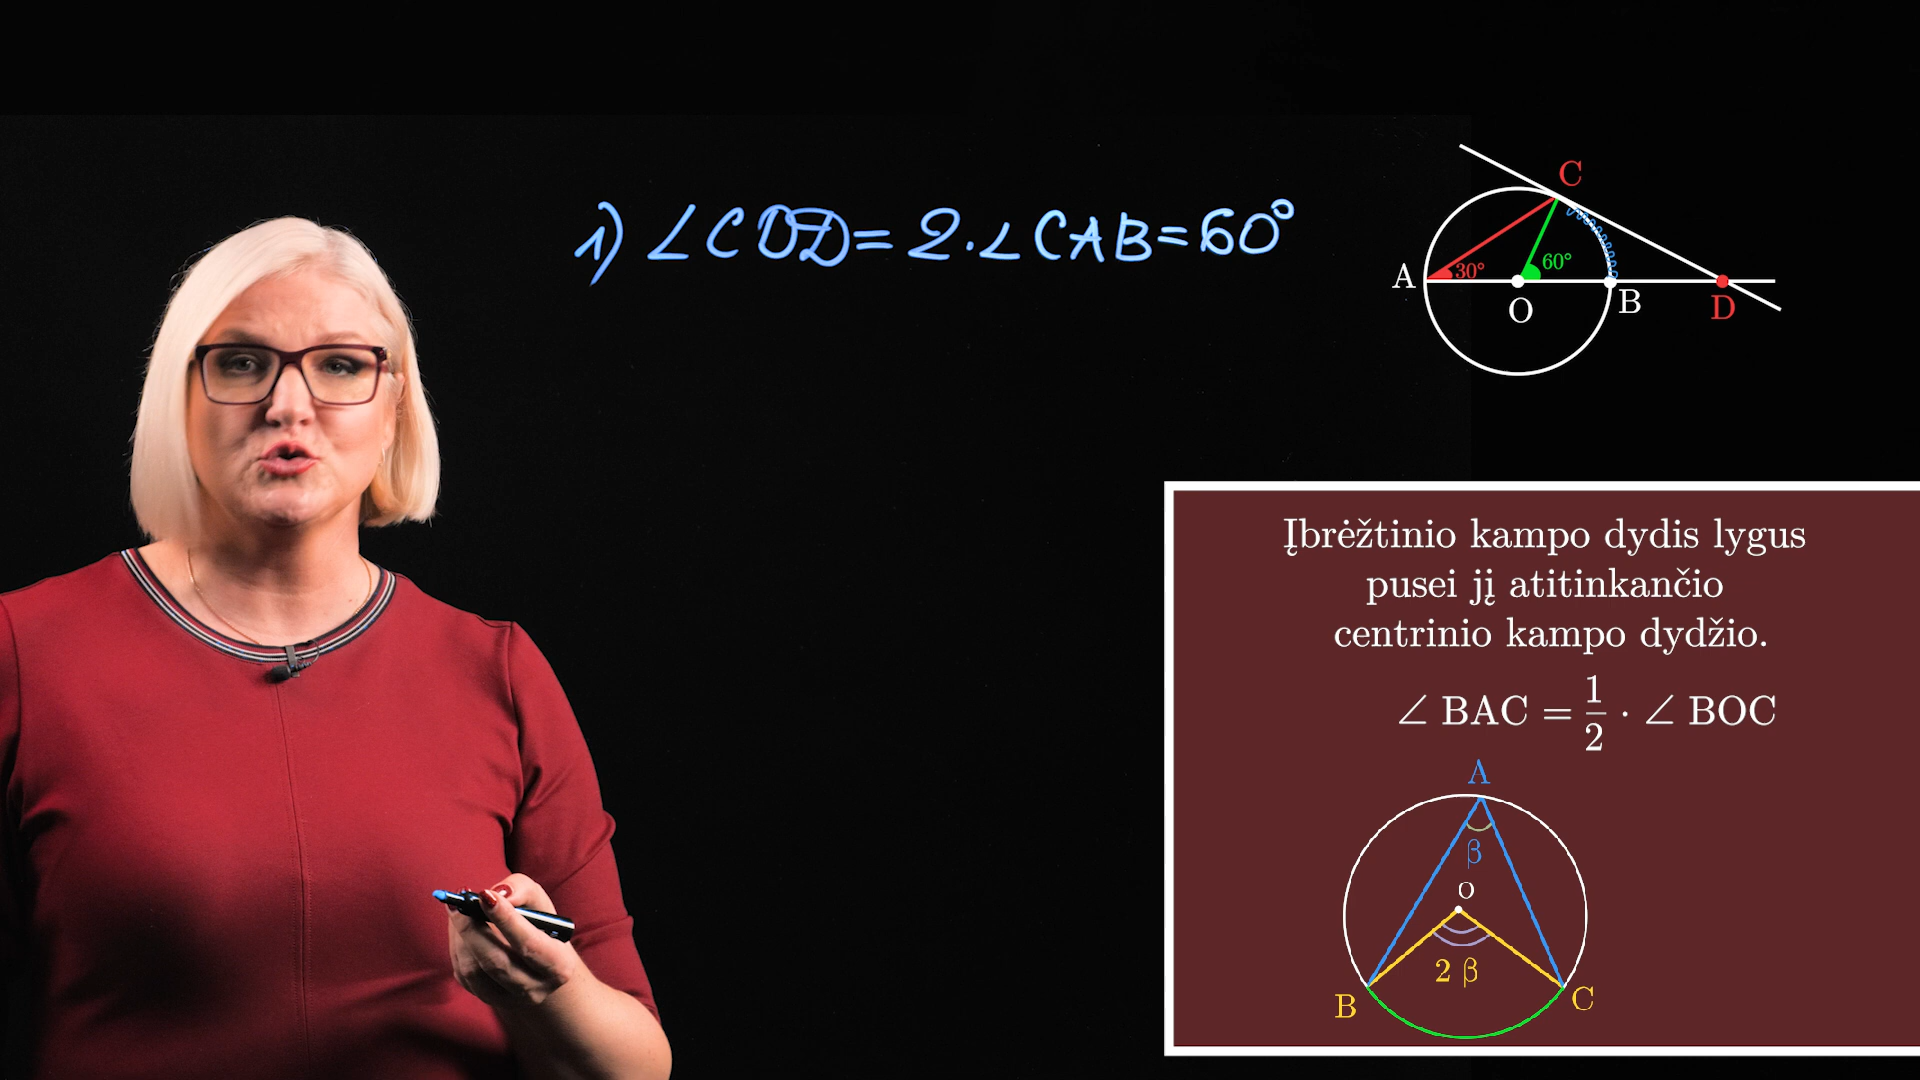 1) ∠COD = 2·∠CAB = 60°
C
A
30°
60°
O
B
D
Įbrėžtinio kampo dydis lygus
pusei jį atitinkančio
centrinio kampo dydžio.
∠ BAC = 1/2 · ∠ BOC
A
β
O
2 β
B
C